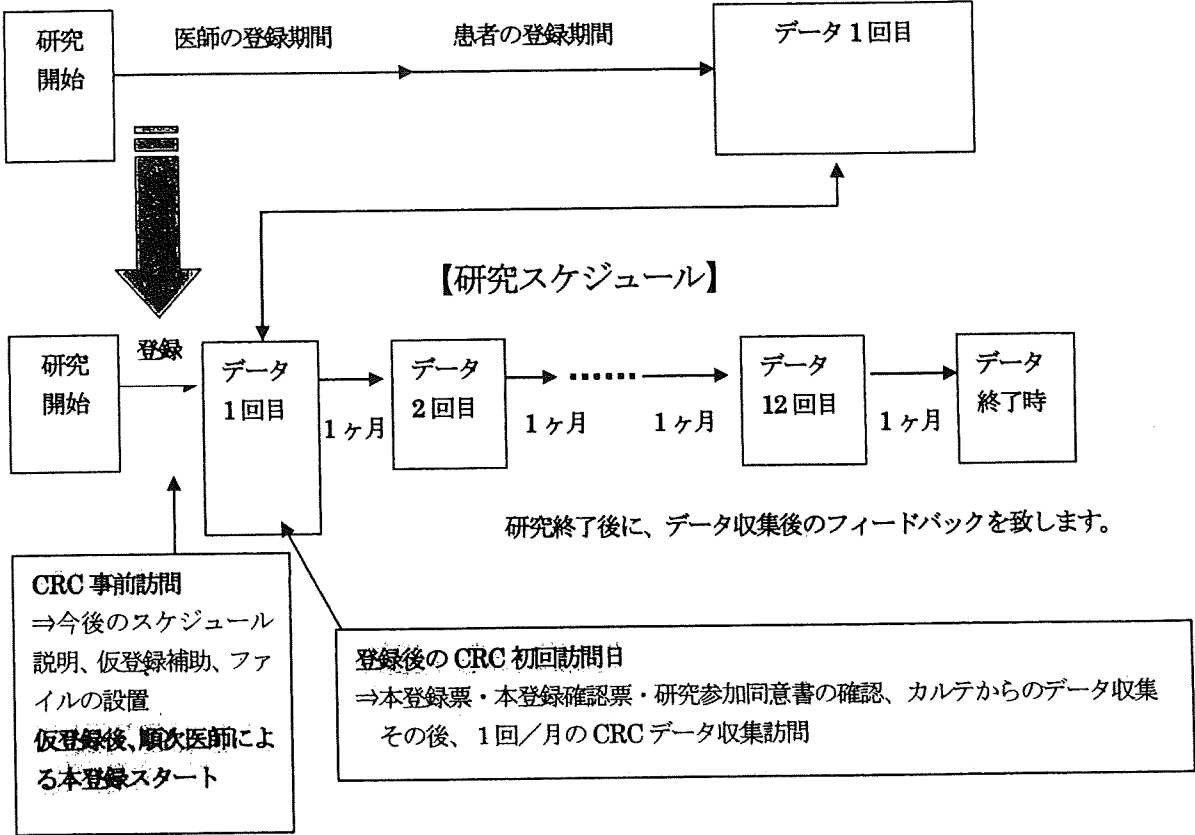 研究
開始
医師の登録期間
患者の登録期間
データ 1 回目
【研究スケジュール】
研究
開始
登録
データ
1 回目
1 ヶ月
データ
2 回目
1 ヶ月
1 ヶ月
データ
12 回目
1 ヶ月
データ
終了時
研究終了後に、データ収集後のフィードバックを致します。
CRC 事前訪問
⇒今後のスケジュール
説明、仮登録補助、ファ
イルの設置
仮登録後、順次医師によ
る本登録スタート
登録後の CRC 初回訪問日
⇒本登録票・本登録確認票・研究参加同意書の確認、カルテからのデータ収集
その後、1 回／月の CRC データ収集訪問